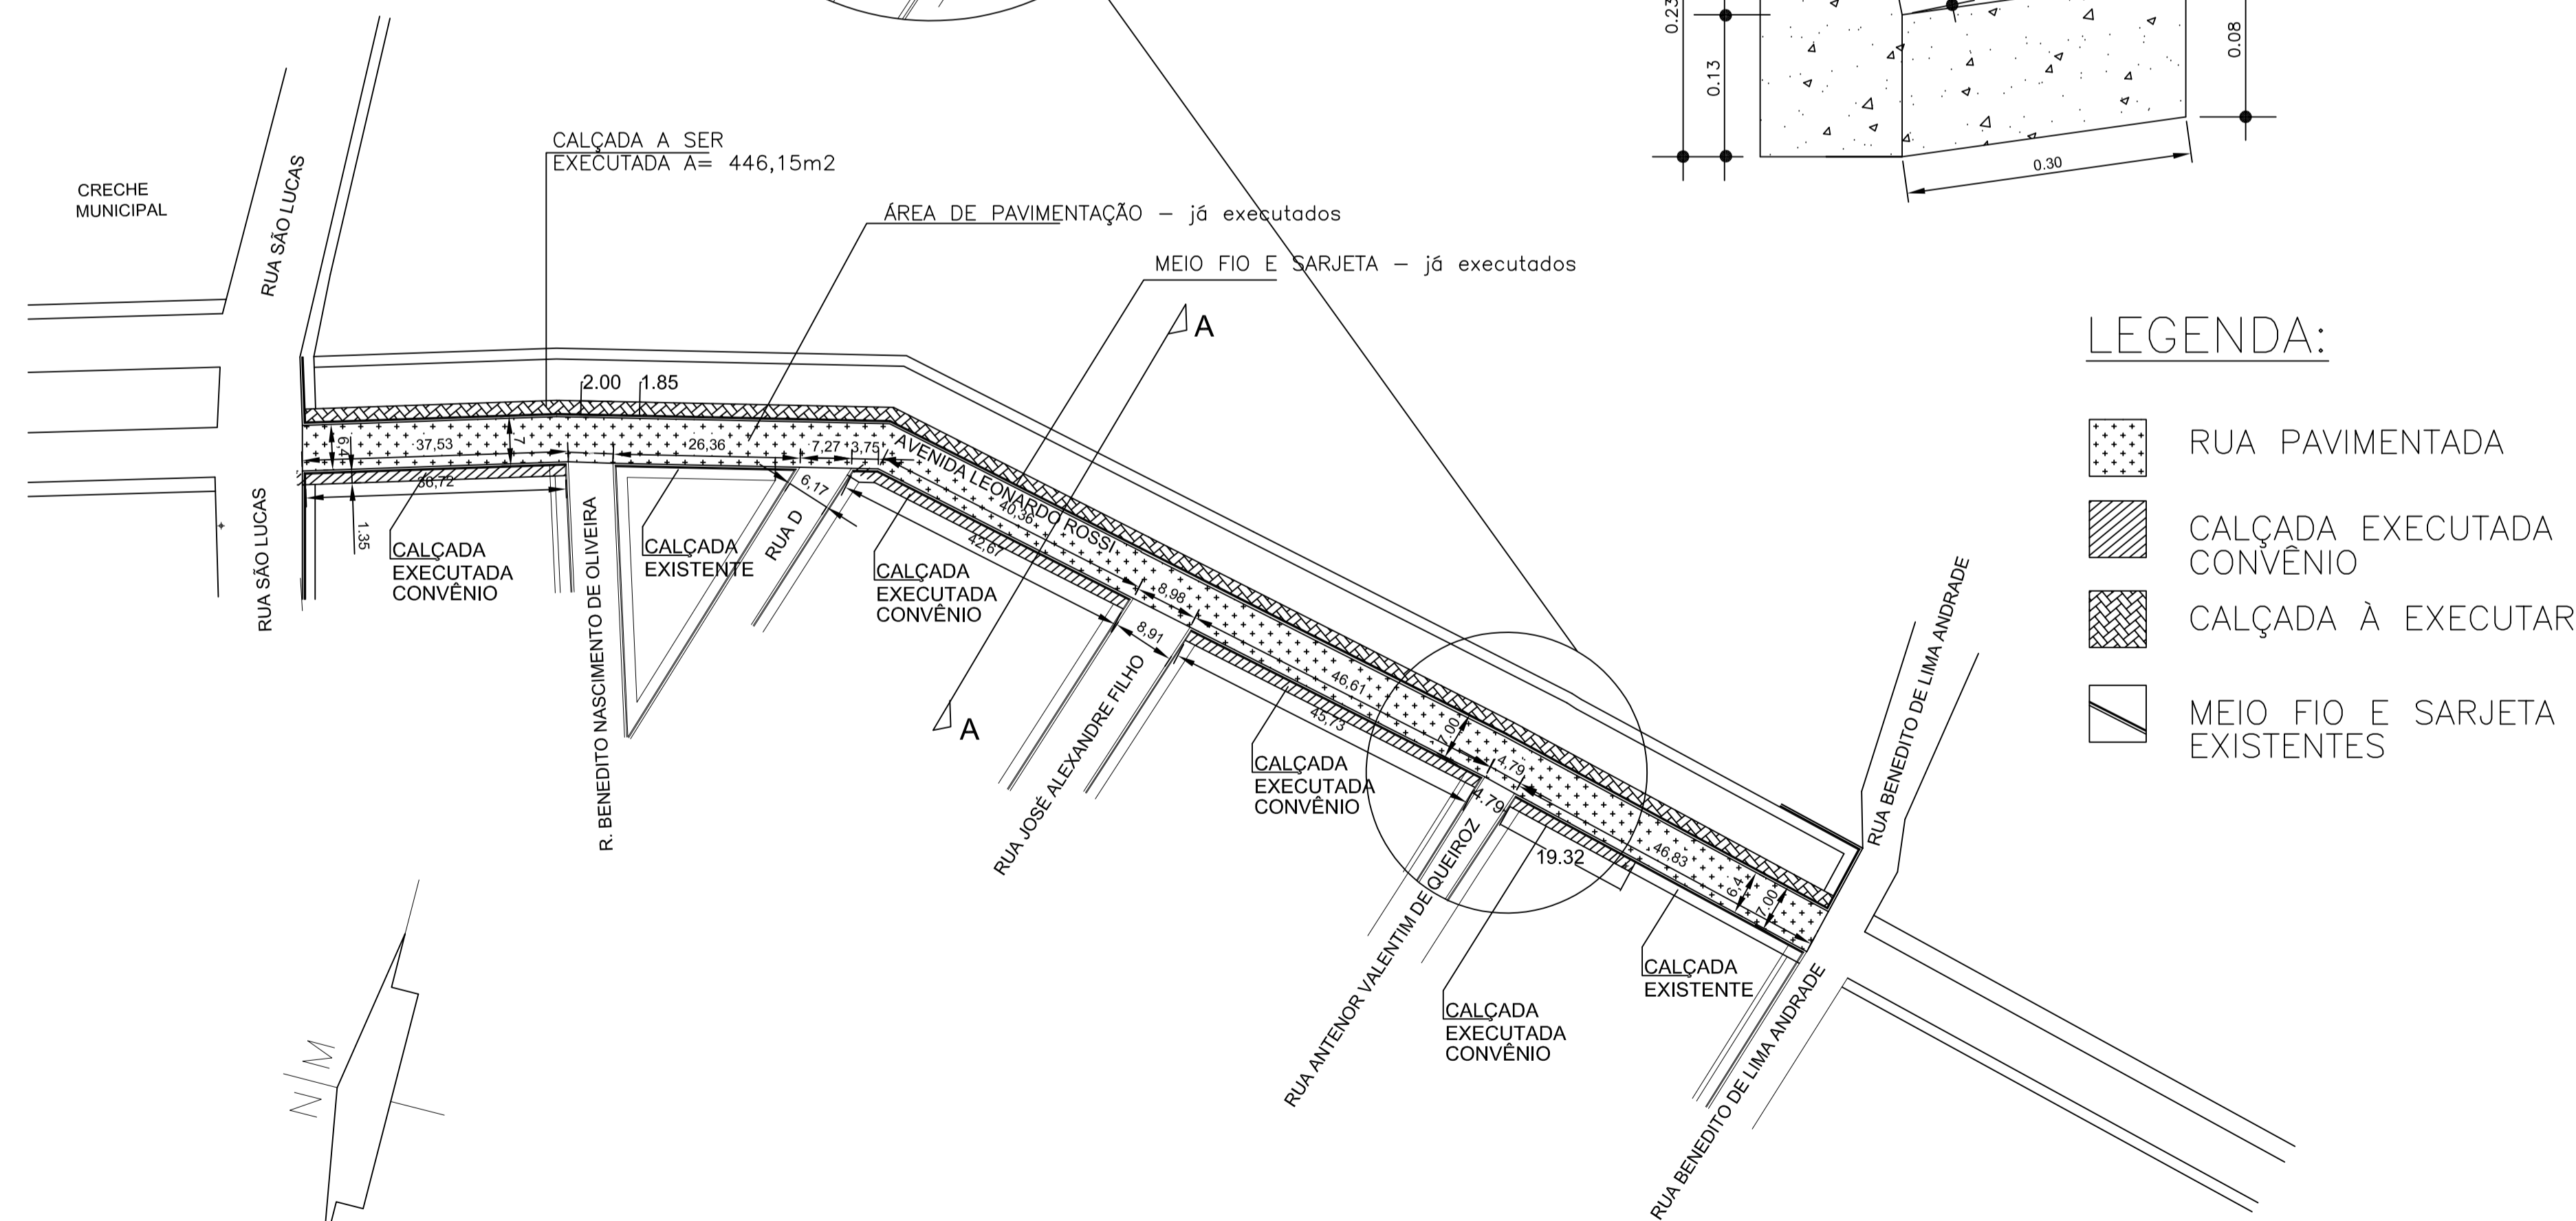 0.23
0.13
0.08
0.30
CALÇADA A SER
EXECUTADA A= 446,15m2
CRECHE
MUNICIPAL
RUA SÃO LUCAS
ÁREA DE PAVIMENTAÇÃO – já executados
MEIO FIO E SARJETA – já executados
A
LEGENDA:
RUA PAVIMENTADA
CALÇADA EXECUTADA
CONVÊNIO
CALÇADA À EXECUTAR
MEIO FIO E SARJETA
EXISTENTES
2.00
1.85
6,4
37,53
7
26,36
7,27
3,75
AVENIDA LEONARDO ROSSI
36,72
1.35
6,17
40,36
42,67
8,98
8,91
46,61
45,73
7.00
4,79
4.79
19.32
46,83
6,4
7.00
RUA SÃO LUCAS
CALÇADA
EXECUTADA
CONVÊNIO
R. BENEDITO NASCIMENTO DE OLIVEIRA
CALÇADA
EXISTENTE
RUA D
CALÇADA
EXECUTADA
CONVÊNIO
A
RUA JOSÉ ALEXANDRE FILHO
CALÇADA
EXECUTADA
CONVÊNIO
RUA ANTENOR VALENTIM DE QUEIROZ
CALÇADA
EXECUTADA
CONVÊNIO
CALÇADA
EXISTENTE
RUA BENEDITO DE LIMA ANDRADE
RUA BENEDITO DE LIMA ANDRADE
N M